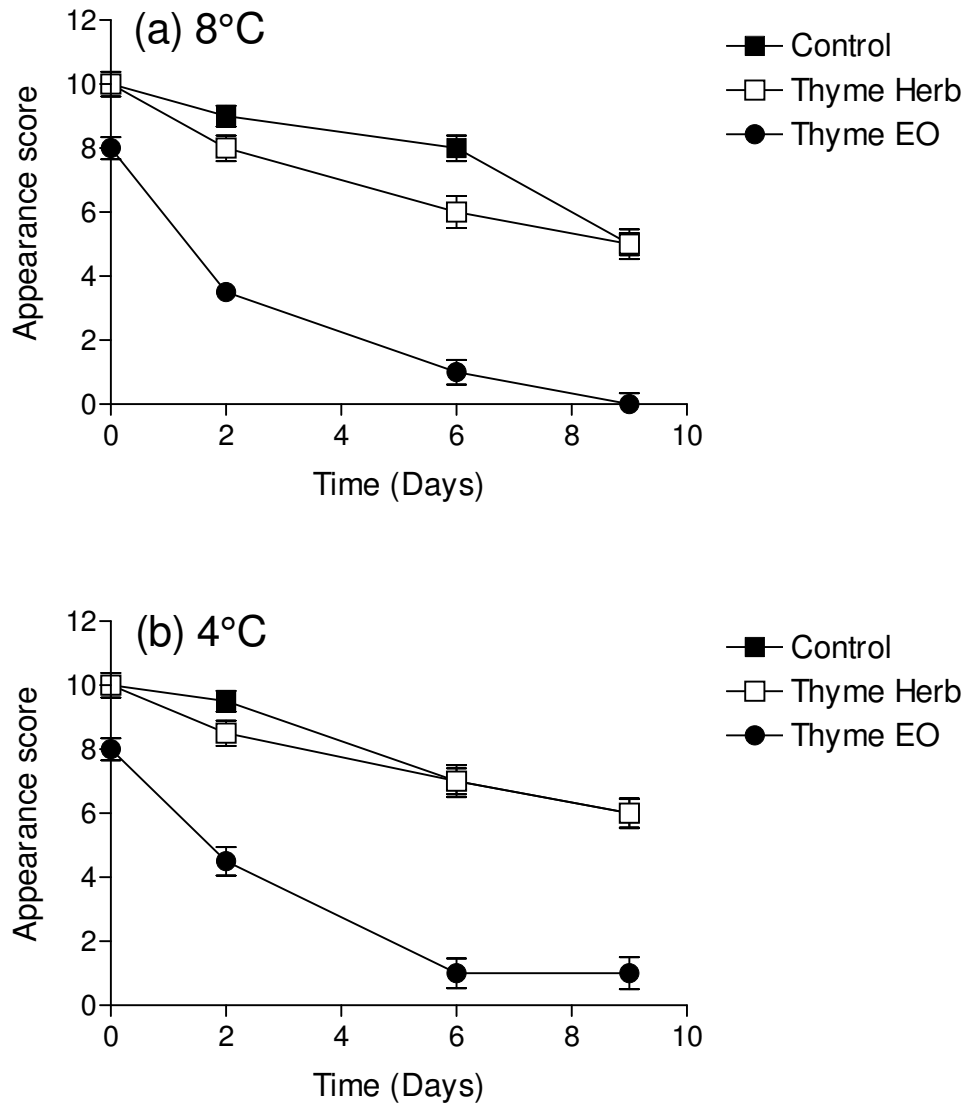 (a) 8°C
12
10
8
6
4
2
0
Appearance score
0 2 4 6 8 10
Time (Days)
Control
Thyme Herb
Thyme EO
(b) 4°C
12
10
8
6
4
2
0
Appearance score
0 2 4 6 8 10
Time (Days)
Control
Thyme Herb
Thyme EO